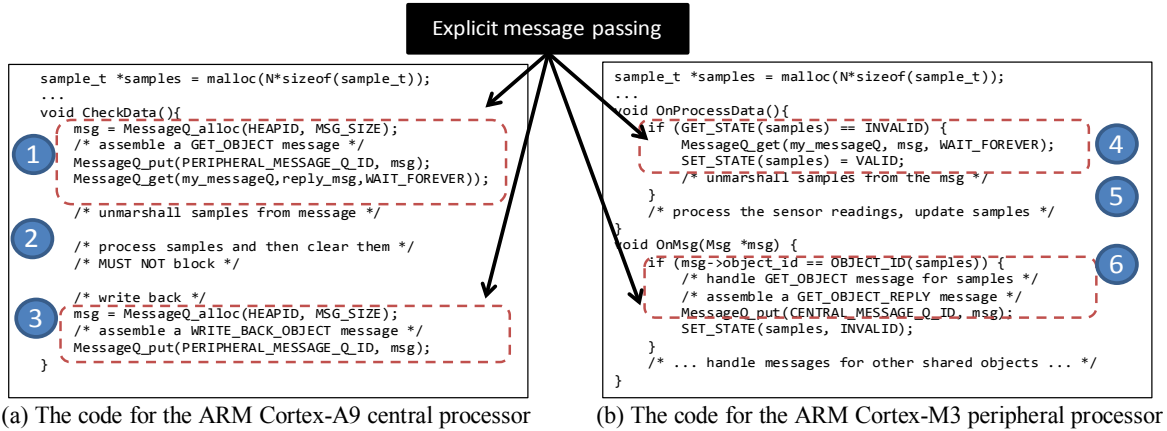 Explicit message passing
sample_t *samples = malloc(N*sizeof(sample_t));
...
void CheckData(){
msg = MessageQ_alloc(HEAPID, MSG_SIZE);
/* assemble a GET_OBJECT message */
1
MessageQ_put(PERIPHERAL_MESSAGE_Q_ID, msg);
MessageQ_get(my_messageQ,reply_msg,WAIT_FOREVER));
/* unmarshall samples from message */
2
/* process samples and then clear them */
/* MUST NOT block */
/* write back */
3
msg = MessageQ_alloc(HEAPID, MSG_SIZE);
/* assemble a WRITE_BACK_OBJECT message */
MessageQ_put(PERIPHERAL_MESSAGE_Q_ID, msg);
}
(a) The code for the ARM Cortex-A9 central processor
sample_t *samples = malloc(N*sizeof(sample_t));
...
void OnProcessData(){
if (GET_STATE(samples) == INVALID) {
MessageQ_get(my_messageQ, msg, WAIT_FOREVER);
4
SET_STATE(samples) = VALID;
/* unmarshall samples from the msg */
5
}
/* process the sensor readings, update samples */
}
void OnMsg(Msg *msg) {
if (msg->object_id == OBJECT_ID(samples)) {
6
/* handle GET_OBJECT message for samples */
/* assemble a GET_OBJECT_REPLY message */
MessageQ_put(CENTRAL_MESSAGE_Q_ID, msg);
SET_STATE(samples, INVALID);
}
/* ... handle messages for other shared objects ... */
}
(b) The code for the ARM Cortex-M3 peripheral processor